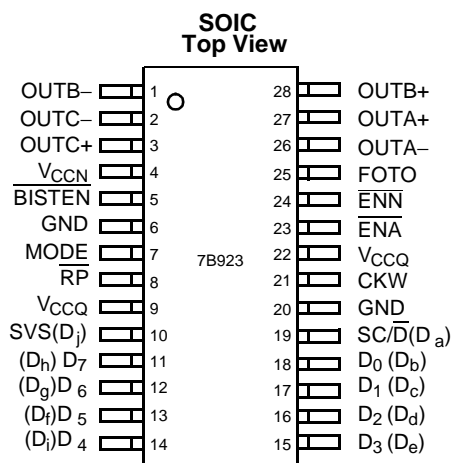 SOIC
Top View
OUTB– 1 28 OUTB+
OUTC– 2 27 OUTA+
OUTC+ 3 26 OUTA–
VCCN 4 25 FOTO
BISTEN 5 24 ENN
GND 6 23 ENA
MODE 7 22 VCCQ
7B923
RP 8 21 CKW
VCCQ 9 20 GND
SVS(Dj) 10 19 SC/D(Da)
(Dh) D7 11 18 D0 (Db)
(Dg)D6 12 17 D1 (Dc)
(Df)D5 13 16 D2 (Dd)
(Di)D4 14 15 D3 (De)